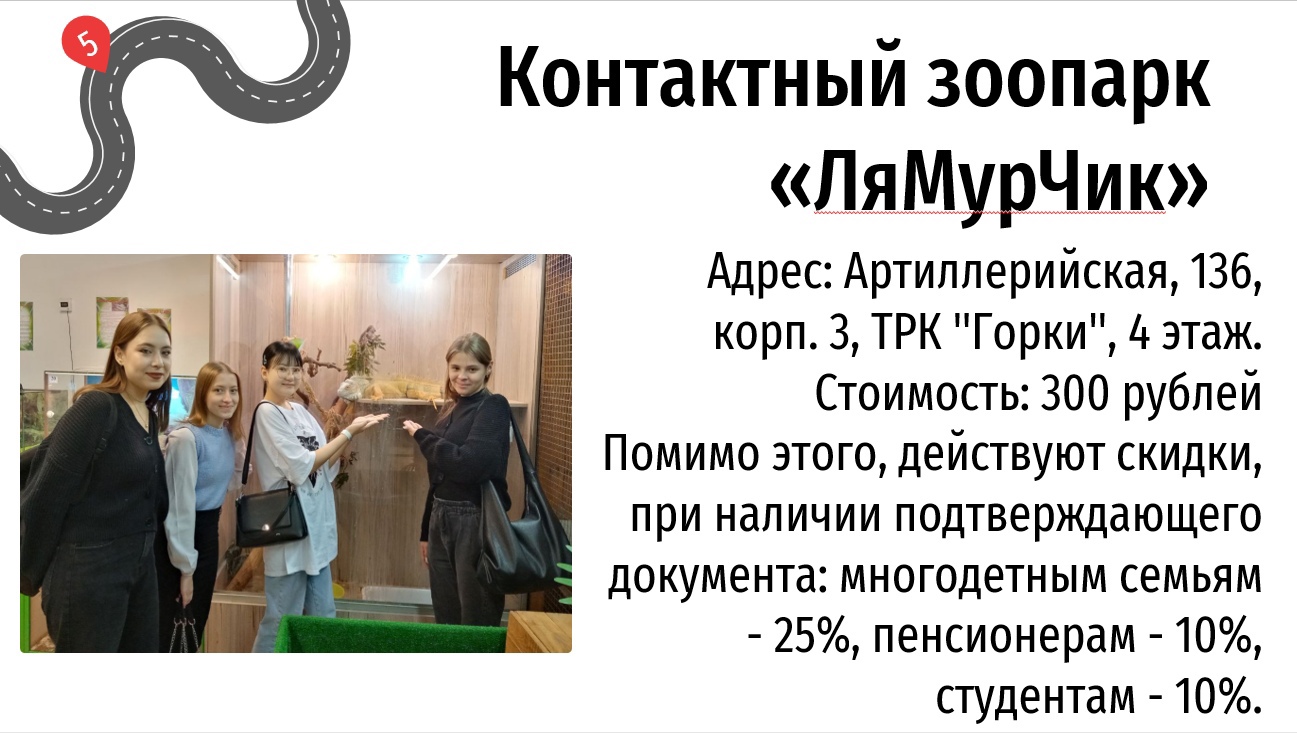 5
Контактный зоопарк
«ЛяМурЧик»
Адрес: Артиллерийская, 136,
корп. 3, ТРК "Горки", 4 этаж.
Стоимость: 300 рублей
Помимо этого, действуют скидки,
при наличии подтверждающего
документа: многодетным семьям
- 25%, пенсионерам - 10%,
студентам - 10%.